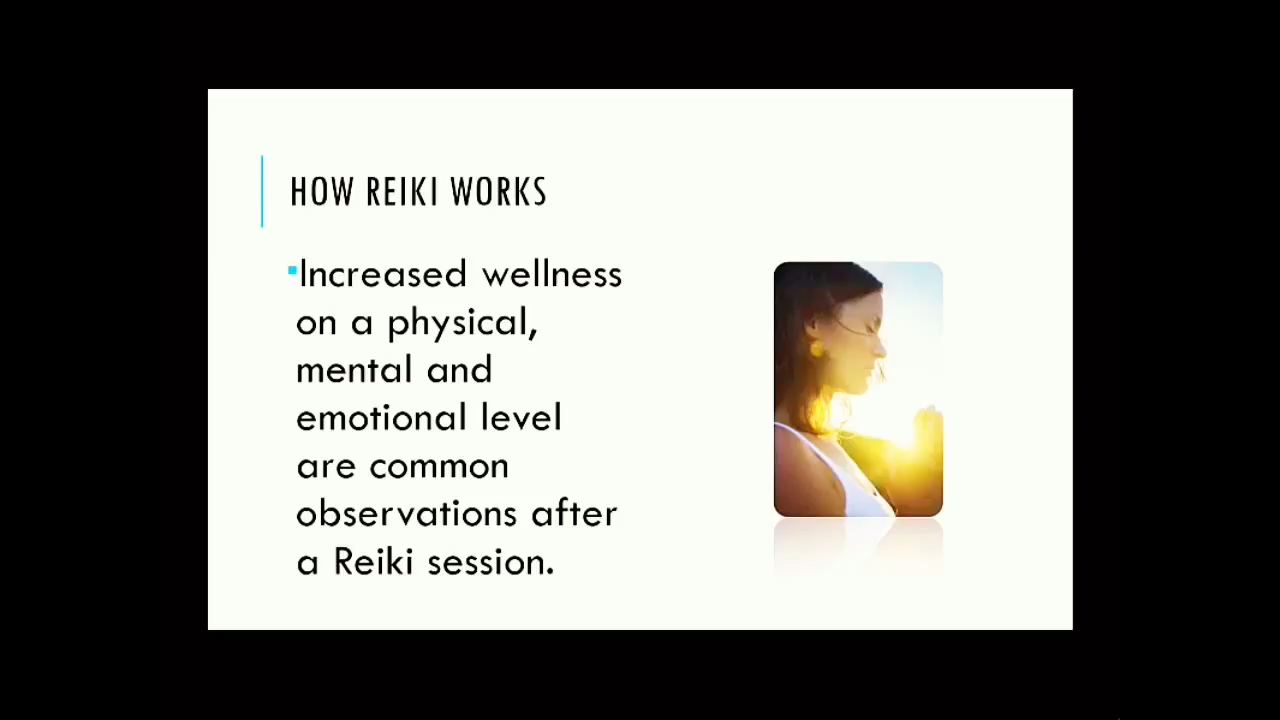 HOW REIKI WORKS
Increased wellness
on a physical,
mental and
emotional level
are common
observations after
a Reiki session.